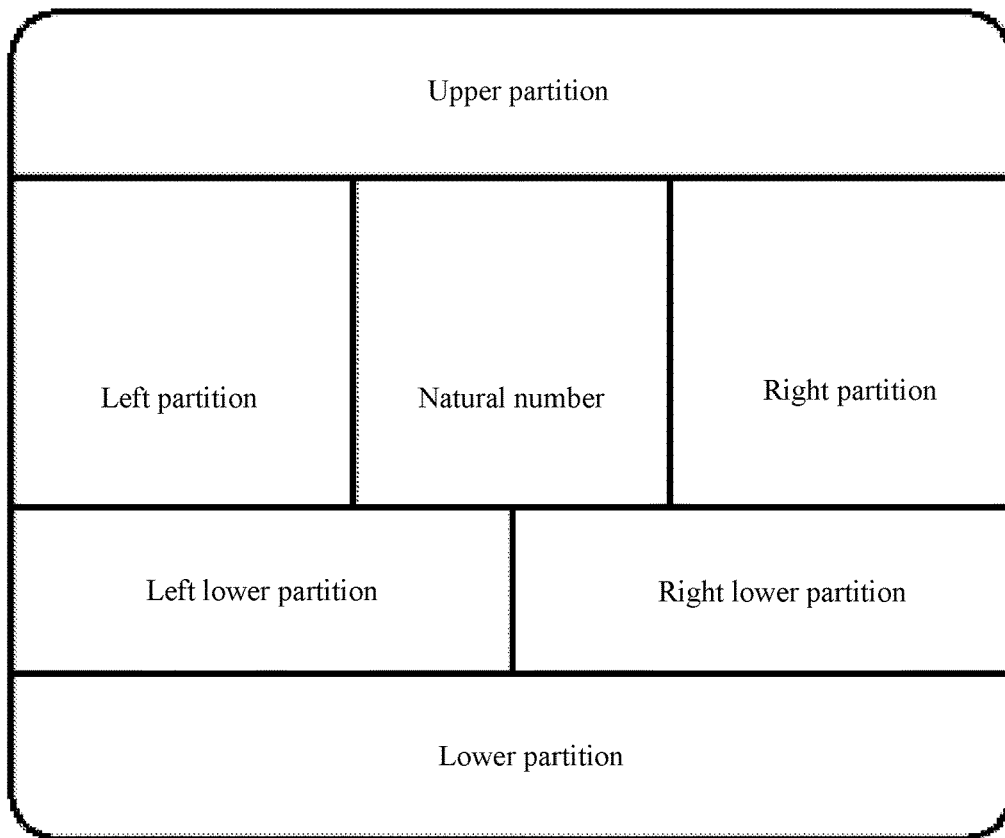 Upper partition
Left partition
Natural number
Right partition
Left lower partition
Right lower partition
Lower partition